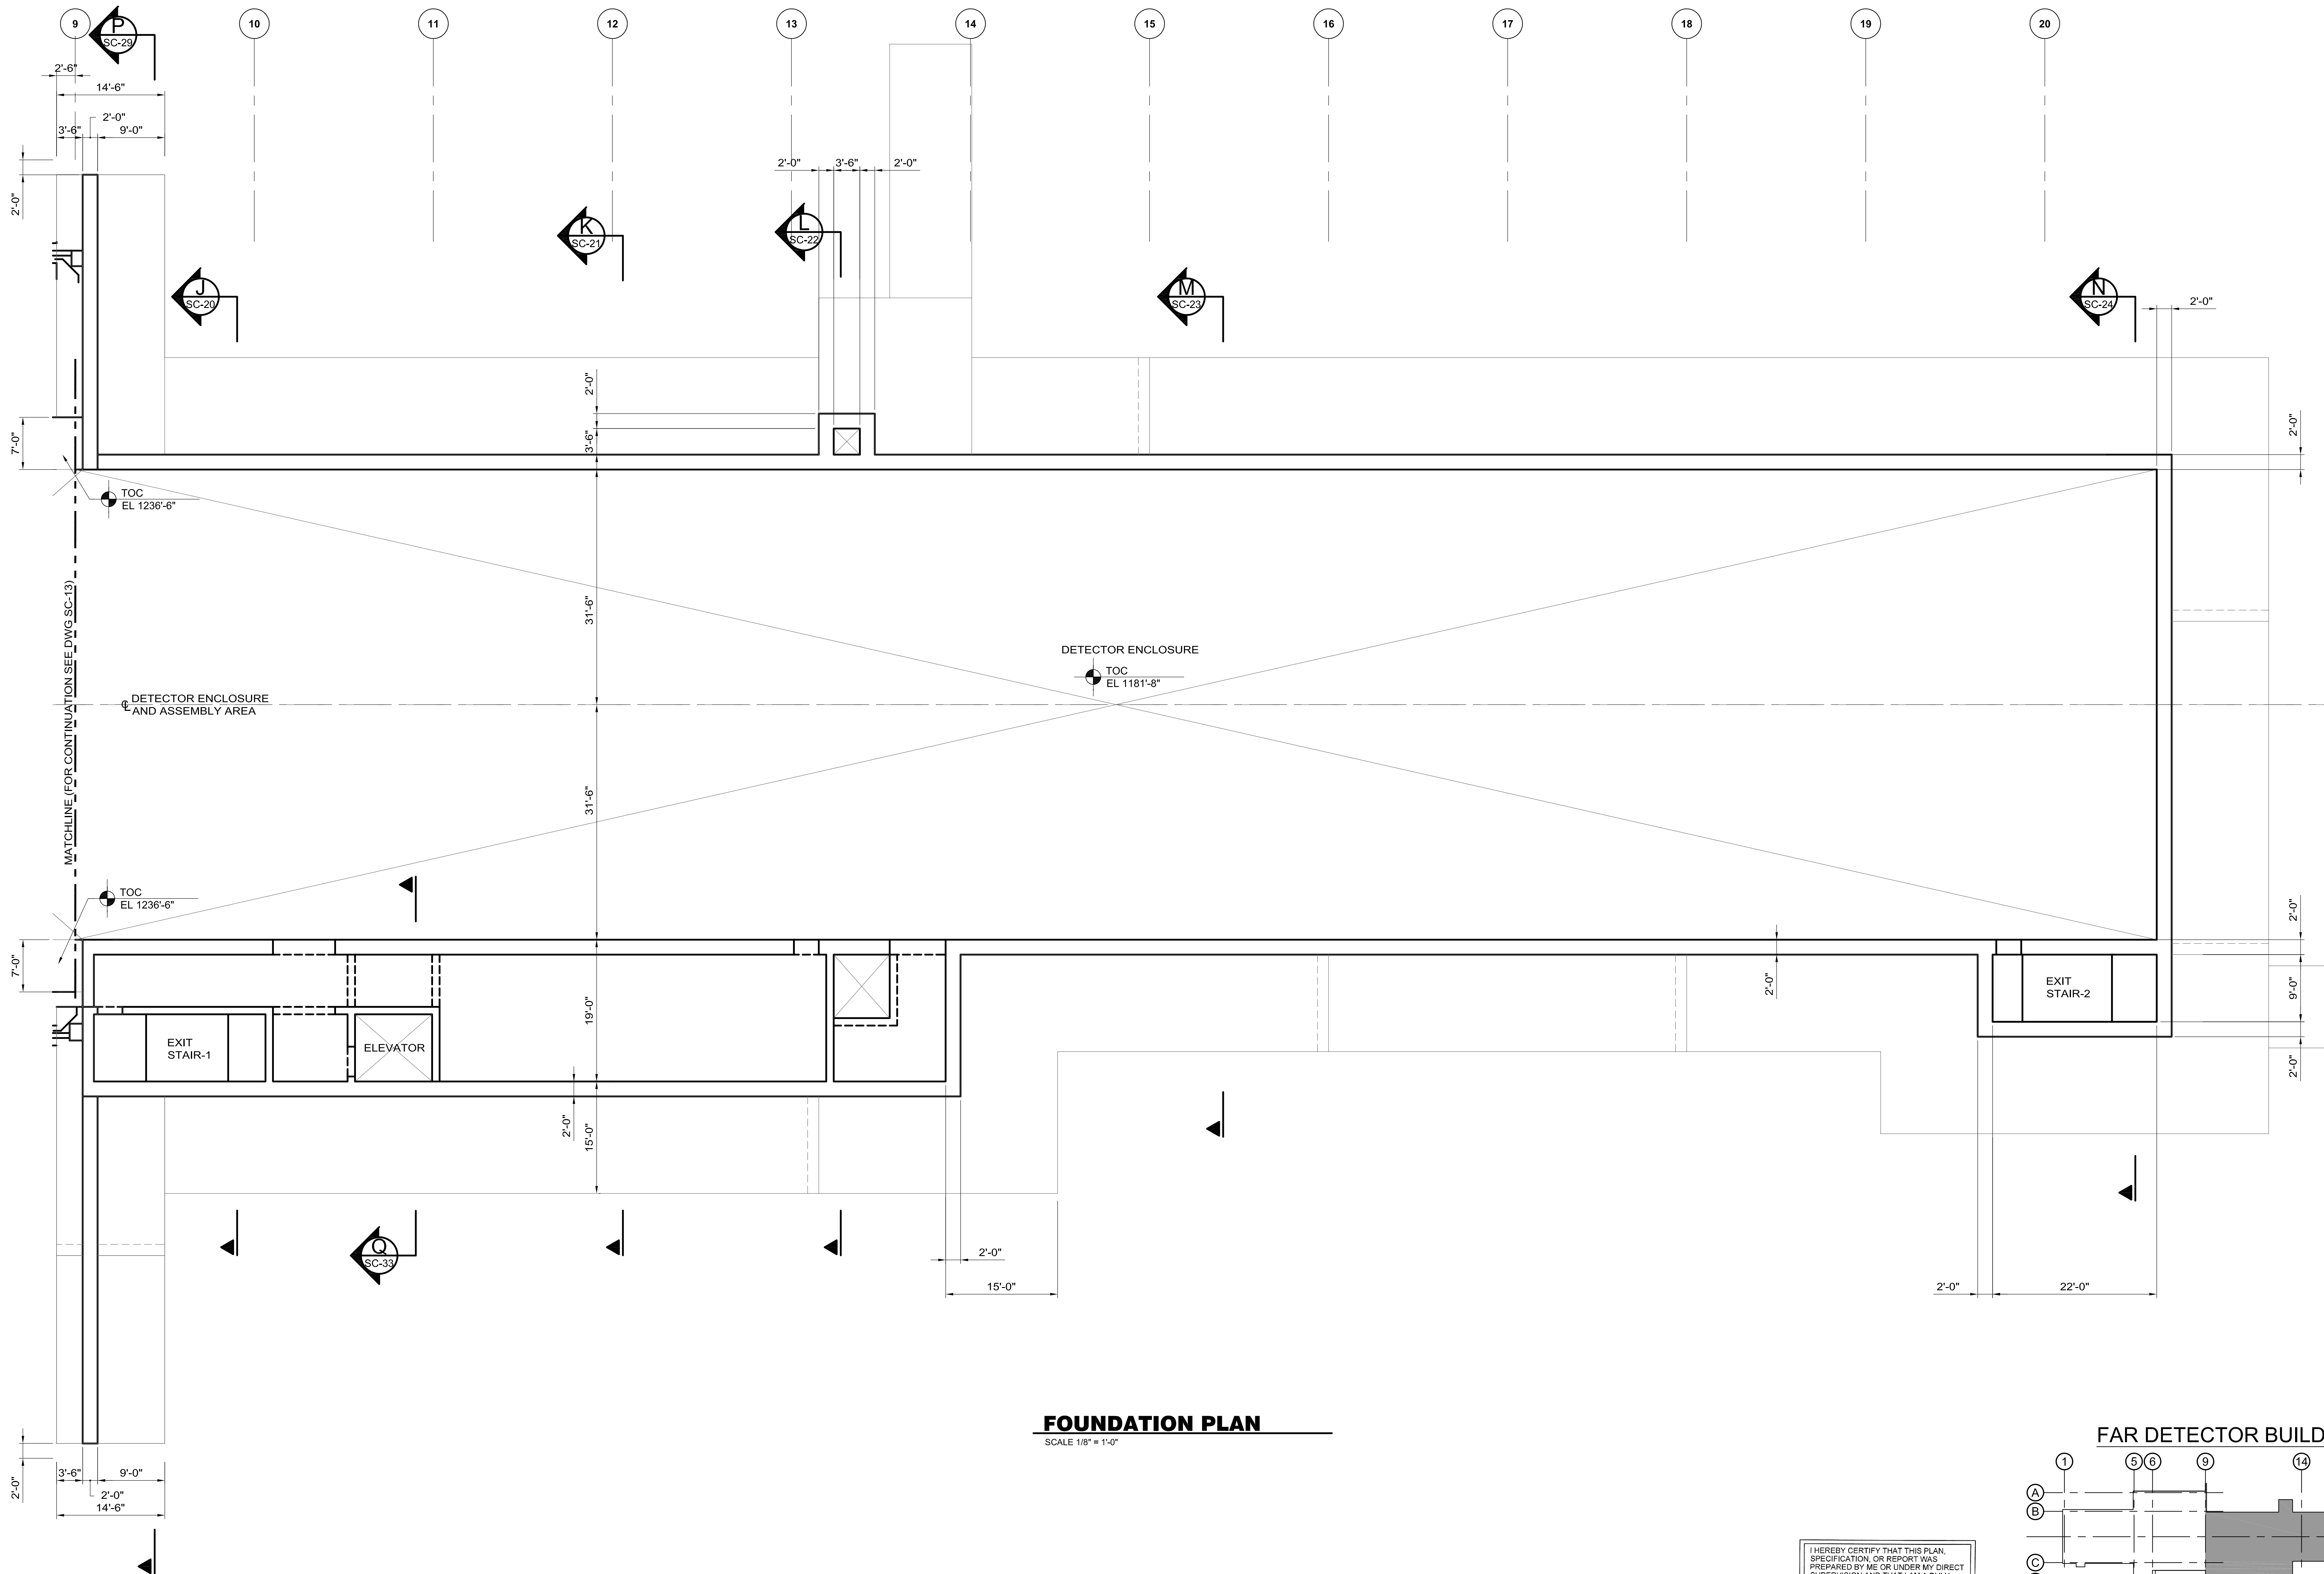 9
10
11
12
13
14
15
16
17
18
19
20
P
SC-29
2'-6"
14'-6"
2'-0"
3'-6"
9'-0"
2'-0"
3'-6"
2'-0"
2'-0"
K
SC-21
L
SC-22
J
SC-20
M
SC-23
N
SC-24
2'-0"
2'-0"
3'-6"
7'-0"
2'-0"
TOC
EL 1236'-6"
31'-6"
MATCHLINE (FOR CONTINUATION SEE DWG SC-13)
DETECTOR ENCLOSURE
TOC
EL 1181'-8"
DETECTOR ENCLOSURE
AND ASSEMBLY AREA
31'-6"
TOC
EL 1236'-6"
7'-0"
2'-0"
9'-0"
2'-0"
19'-0"
2'-0"
EXIT
STAIR-2
EXIT
STAIR-1
ELEVATOR
2'-0"
15'-0"
Q
SC-33
2'-0"
15'-0"
2'-0"
22'-0"
FOUNDATION PLAN
SCALE 1/8" = 1'-0"
2'-0"
3'-6"
9'-0"
2'-0"
14'-6"
FAR DETECTOR BUILD
1
5
6
9
14
A
B
C
I HEREBY CERTIFY THAT THIS PLAN,
SPECIFICATION, OR REPORT WAS
PREPARED BY ME OR UNDER MY DIRECT